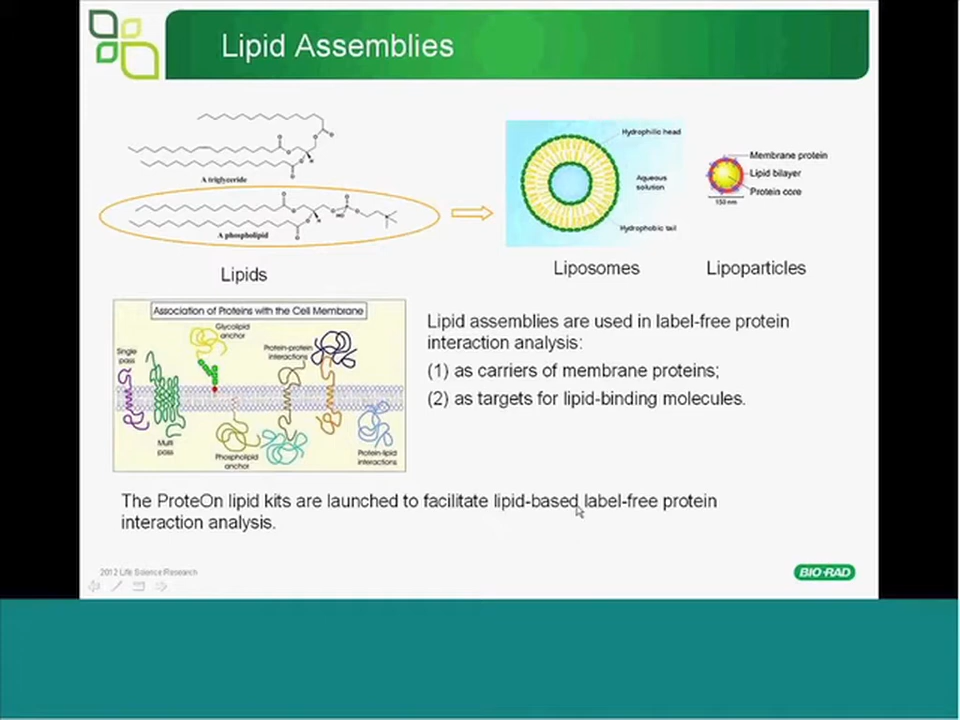 Lipid Assemblies
A triglyceride
A phospholipid
Lipids
Hydrophilic head
Aqueous
solution
Hydrophobic tail
Liposomes
Membrane protein
Lipid bilayer
Protein core
150 nm
Lipoparticles
Association of Proteins with the Cell Membrane
Single
pass
Multi
pass
Glycolipid
anchor
Phospholipid
anchor
Protein-protein
interactions
Protein-lipid
interactions
Lipid assemblies are used in label-free protein
interaction analysis:
(1) as carriers of membrane proteins;
(2) as targets for lipid-binding molecules.
The ProteOn lipid kits are launched to facilitate lipid-based label-free protein
interaction analysis.
2012 Life Science Research
BIO-RAD